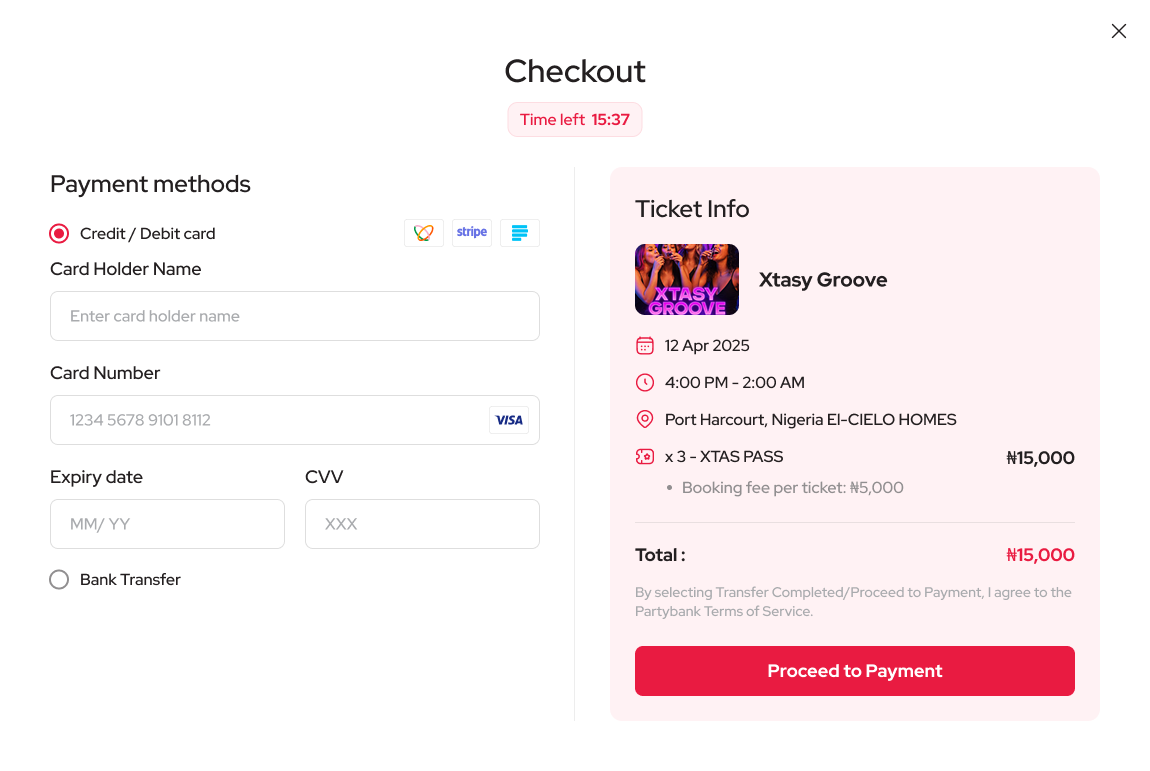 Checkout
Time left 15:37
Payment methods
Credit / Debit card
stripe
Card Holder Name
Enter card holder name
Card Number
1234 5678 9101 8112
VISA
Expiry date
CVV
MM/ YY
XXX
Bank Transfer
Ticket Info
XTASY
GROOVE
Xtasy Groove
12 Apr 2025
4:00 PM - 2:00 AM
Port Harcourt, Nigeria El-CIELO HOMES
x 3 - XTAS PASS
₦15,000
• Booking fee per ticket: ₦5,000
Total :
₦15,000
By selecting Transfer Completed/Proceed to Payment, I agree to the
Partybank Terms of Service.
Proceed to Payment